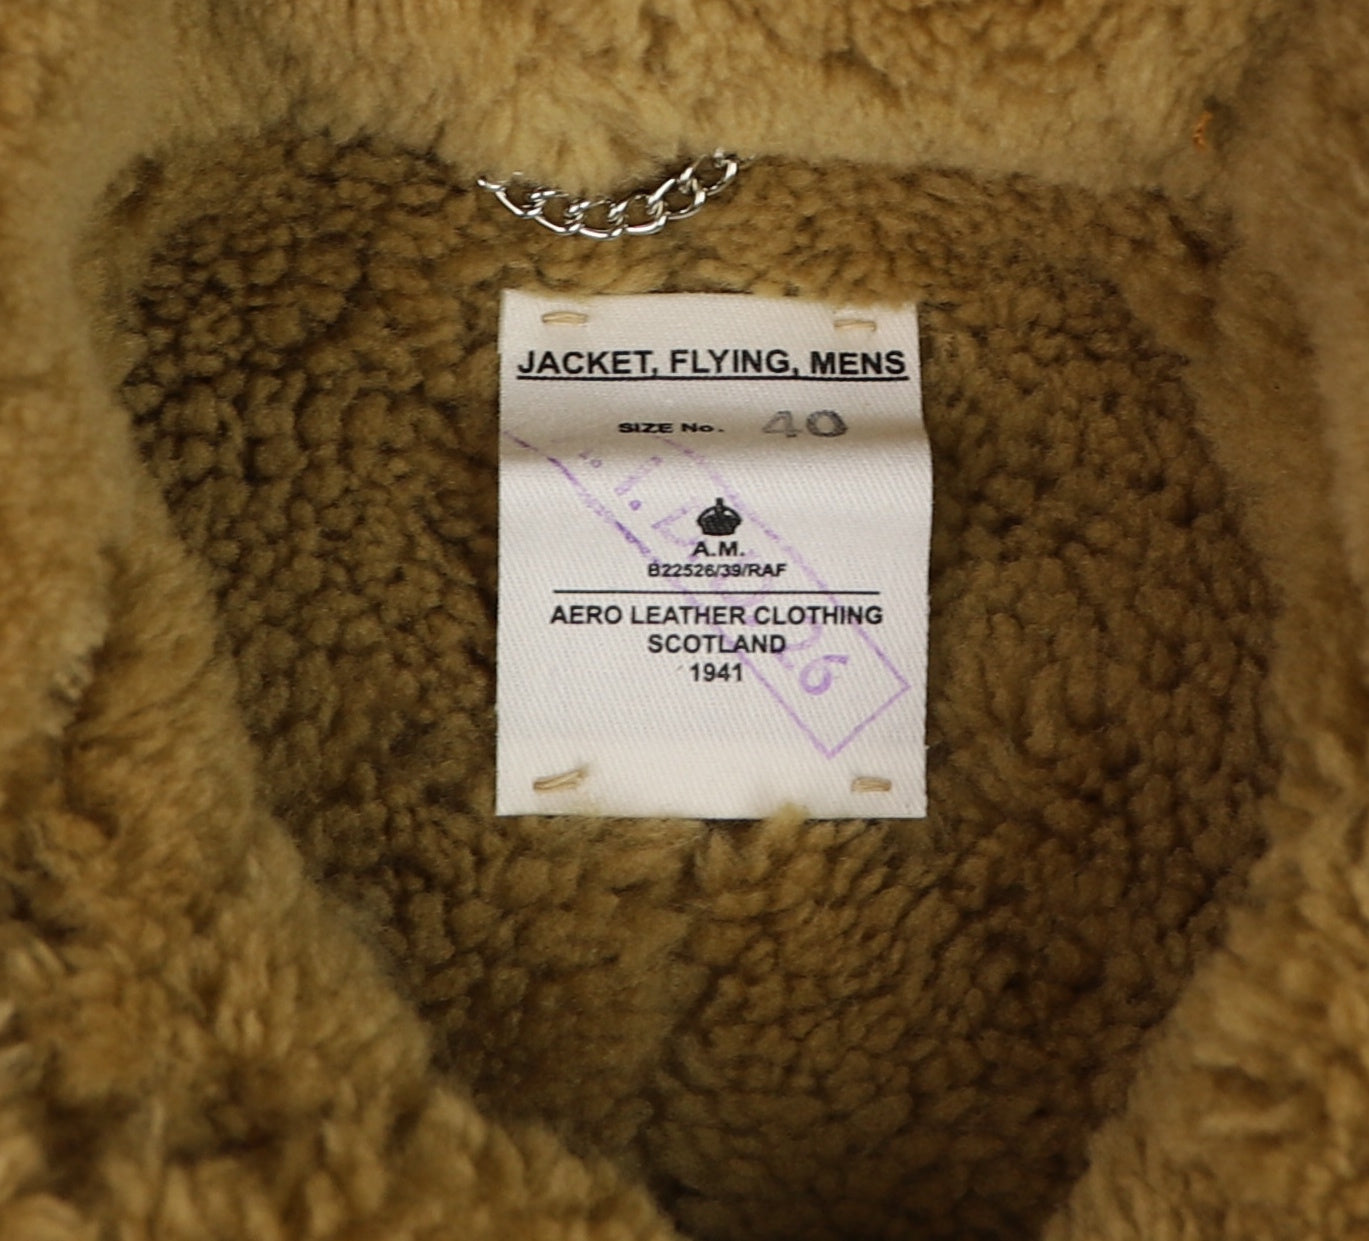 JACKET, FLYING, MENS
SIZE No. 40
A.M.
B22526/39/RAF
AERO LEATHER CLOTHING
SCOTLAND
1941